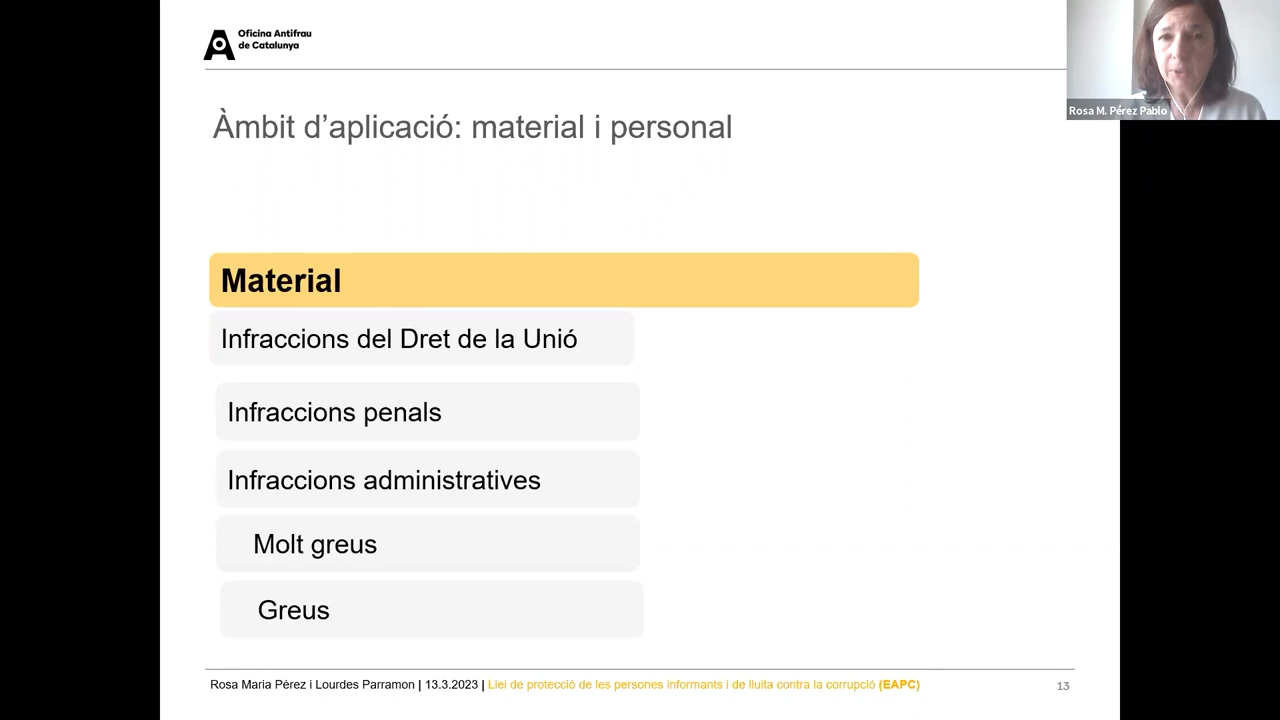 Oficina Antifrau
de Catalunya
Rosa M. Pérez Pablo
Àmbit d’aplicació: material i personal
Material
Infraccions del Dret de la Unió
Infraccions penals
Infraccions administratives
Molt greus
Greus
Rosa Maria Pérez i Lourdes Parramon | 13.3.2023 | Llei de protecció de les persones informants i de lluita contra la corrupció (EAPC)
13